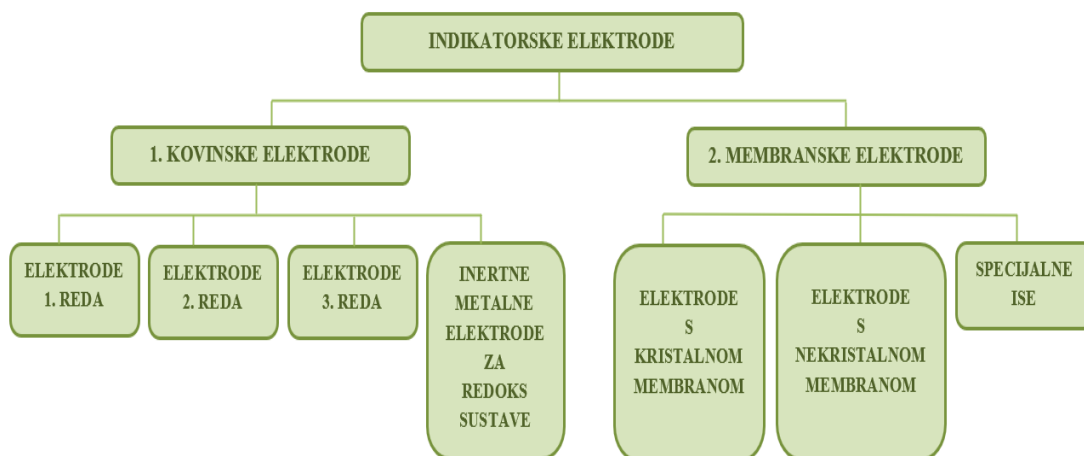 INDIKATORSKE ELEKTRODE
1. KOVINSKE ELEKTRODE
2. MEMBRANSKE ELEKTRODE
ELEKTRODE
1. REDA
ELEKTRODE
2. REDA
ELEKTRODE
3. REDA
INERTNE
METALNE
ELEKTRODE
ZA
REDOKS
SUSTAVE
ELEKTRODE
S
KRISTALNOM
MEMBRANOM
ELEKTRODE
S
NEKRISTALNOM
MEMBRANOM
SPECIJALNE
ISE